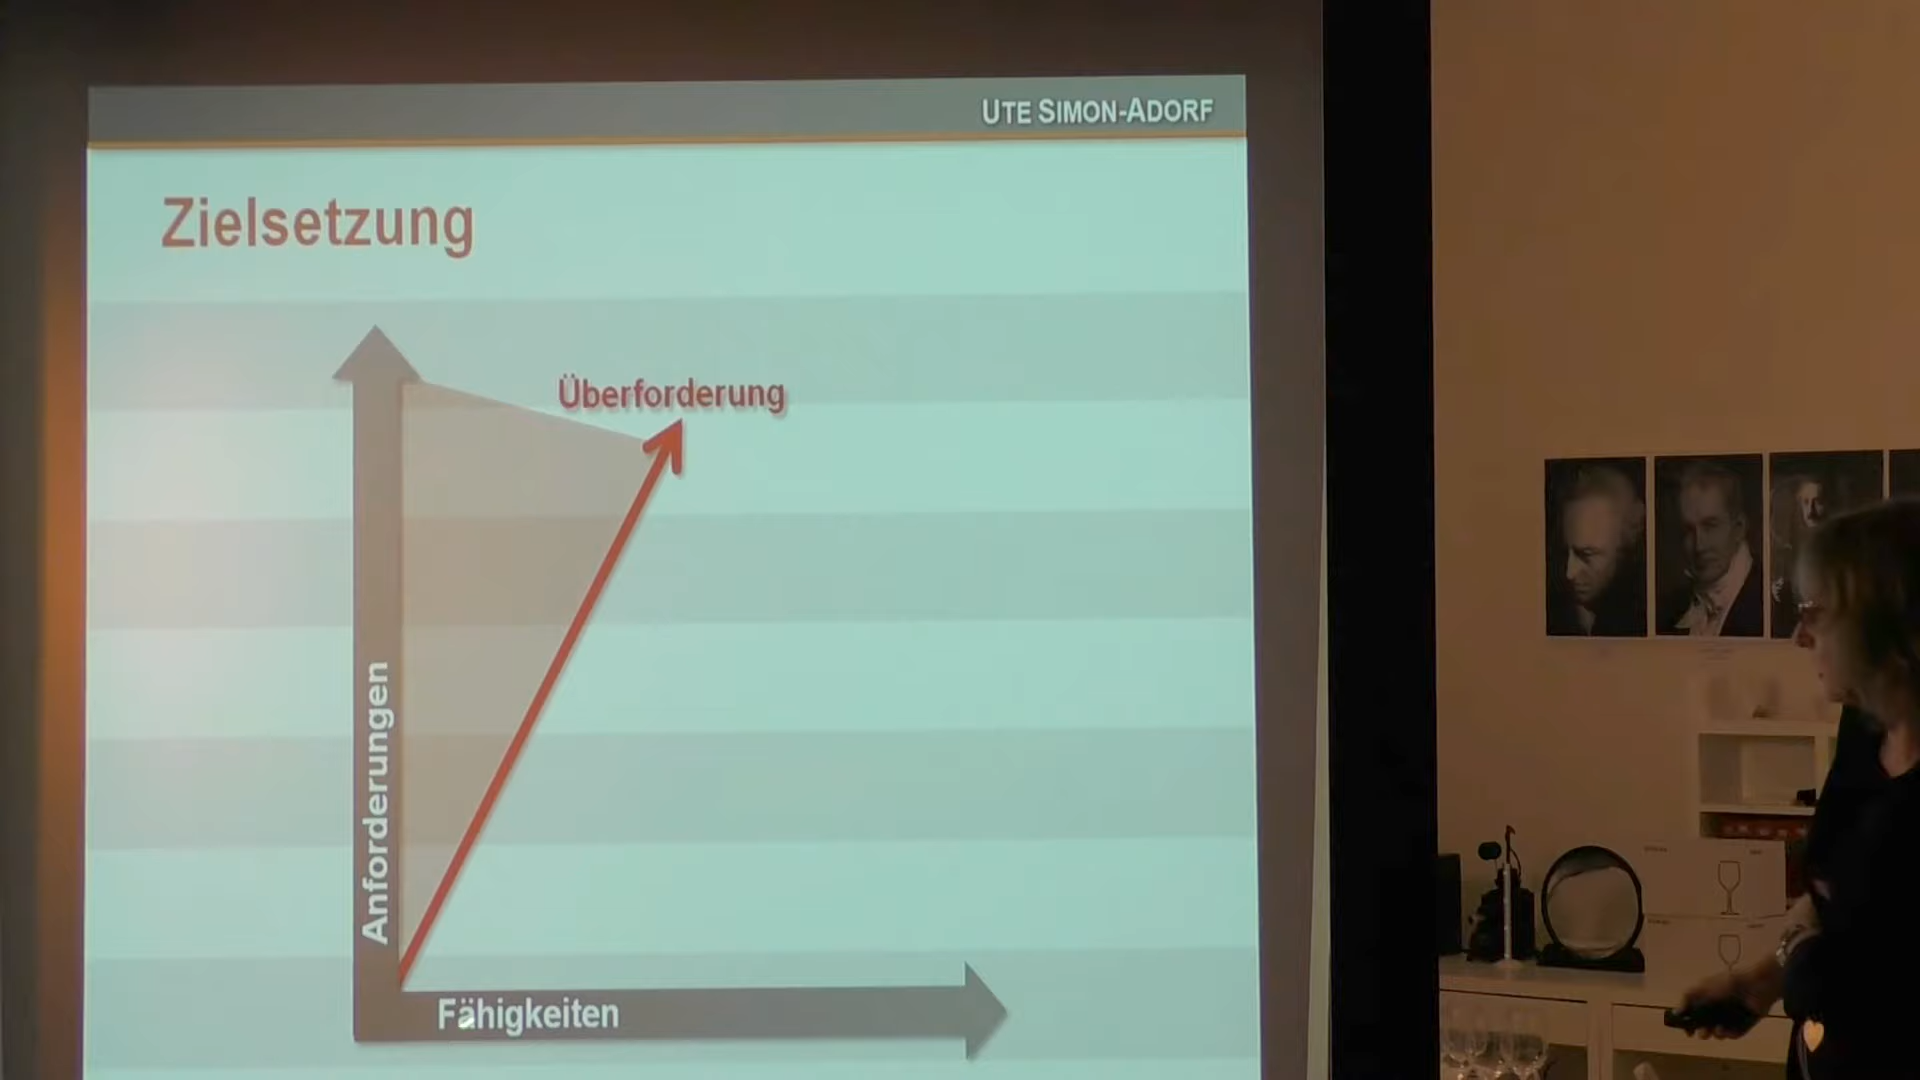 UTE SIMON-ADORF
Zielsetzung
Überforderung
Anforderungen
Fähigkeiten